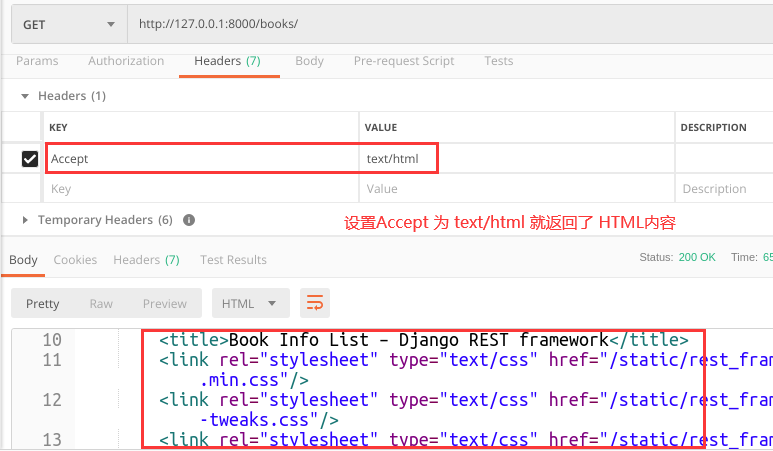 GET http://127.0.0.1:8000/books/
Params Authorization Headers (7) Body Pre-request Script Tests
Headers (1)
KEY VALUE DESCRIPTION
Accept text/html
Key Value Description
Temporary Headers (6)
设置Accept 为 text/html 就返回了 HTML内容
Body Cookies Headers (7) Test Results Status: 200 OK Time: 65
Pretty Raw Preview HTML
10 <title>Book Info List – Django REST framework</title>
11 <link rel="stylesheet" type="text/css" href="/static/rest_fra
.min.css"/>
12 <link rel="stylesheet" type="text/css" href="/static/rest_fra
-tweaks.css"/>
13 <link rel="stylesheet" type="text/css" href="/static/rest_fra